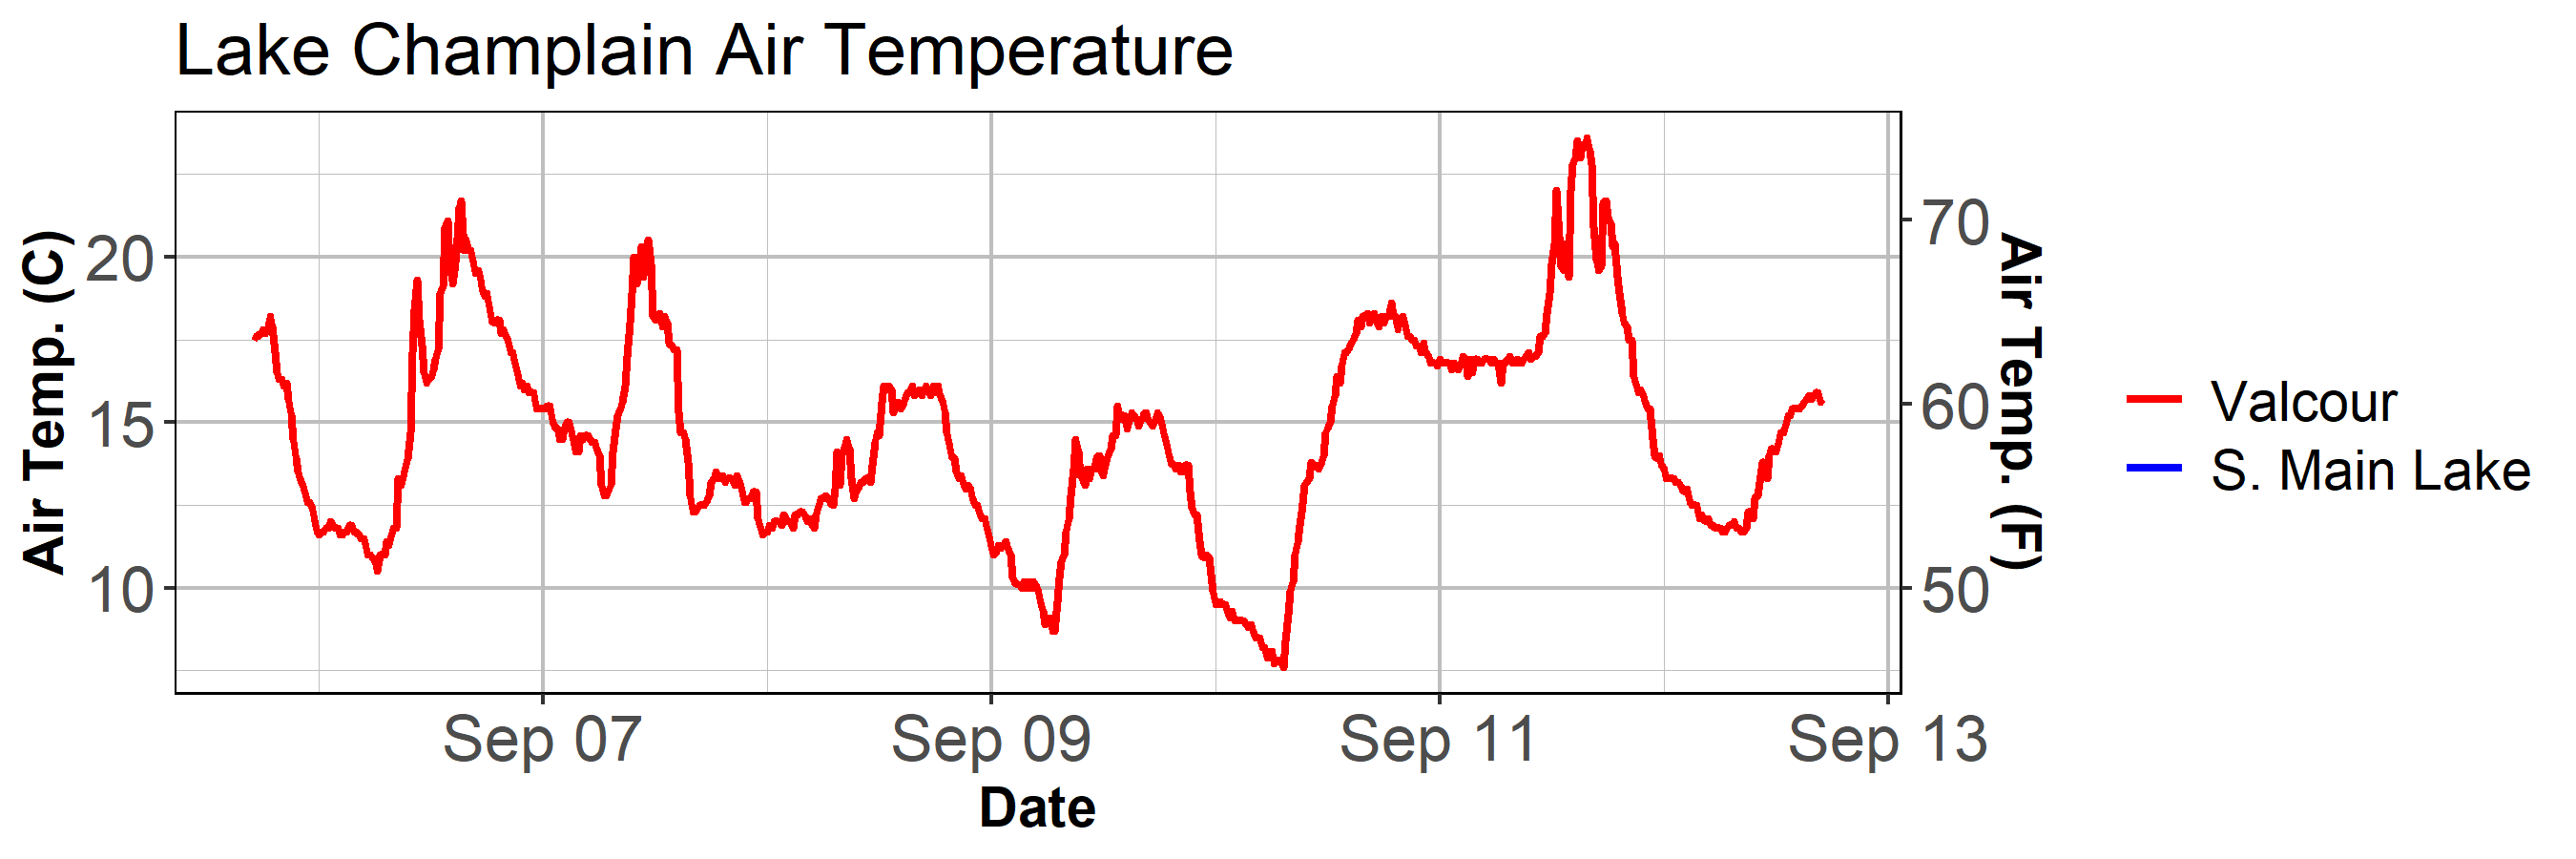 Lake Champlain Air Temperature
Air Temp. (C)
20
15
10
70
60
50
Air Temp. (F)
Sep 07
Sep 09
Sep 11
Sep 13
Date
Valcour
S. Main Lake